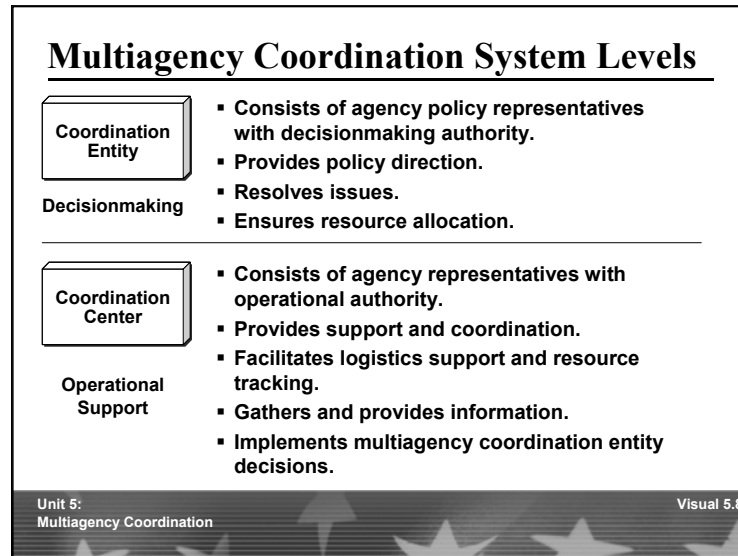 Multiagency Coordination System Levels
Coordination
Entity
Decisionmaking
▪ Consists of agency policy representatives
with decisionmaking authority.
▪ Provides policy direction.
▪ Resolves issues.
▪ Ensures resource allocation.
Coordination
Center
Operational
Support
▪ Consists of agency representatives with
operational authority.
▪ Provides support and coordination.
▪ Facilitates logistics support and resource
tracking.
▪ Gathers and provides information.
▪ Implements multiagency coordination entity
decisions.
Unit 5:
Multiagency Coordination
Visual 5.8